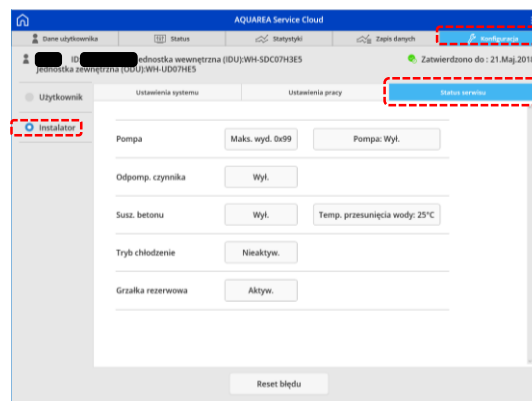 AQUAREA Service Cloud
Dane użytkownika Status Statystyki Zapis danych Konfiguracja
ID: Jednostka wewnętrzna (IDU):WH-SDC07H3E5 Zatwierdzono do : 21.Maj.2018
Jednostka zewnętrzna (ODU):WH-UD07HE5
Użytkownik Ustawienia systemu Ustawienia pracy Status serwisu
Instalator
Pompa Maks. wyd. 0x99 Pompa: Wył.
Odpomp. czynnika Wył.
Susz. betonu Wył. Temp. przesunięcia wody: 25°C
Tryb chłodzenie Nieaktyw.
Grzałka rezerwowa Aktyw.
Reset błędu